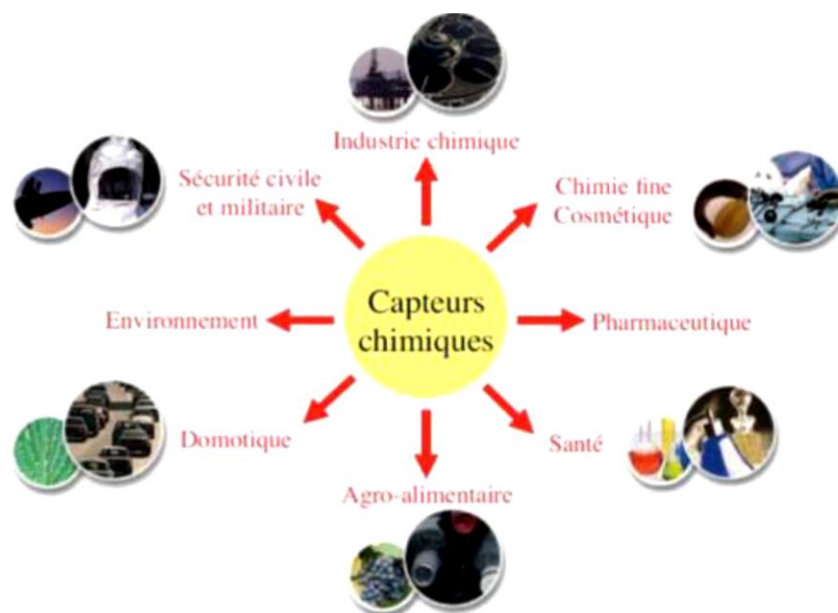 Industrie chimique
Sécurité civile
et militaire
Chimie fine
Cosmétique
Capteurs
chimiques
Environnement
Pharmaceutique
Domotique
Santé
Agro-alimentaire